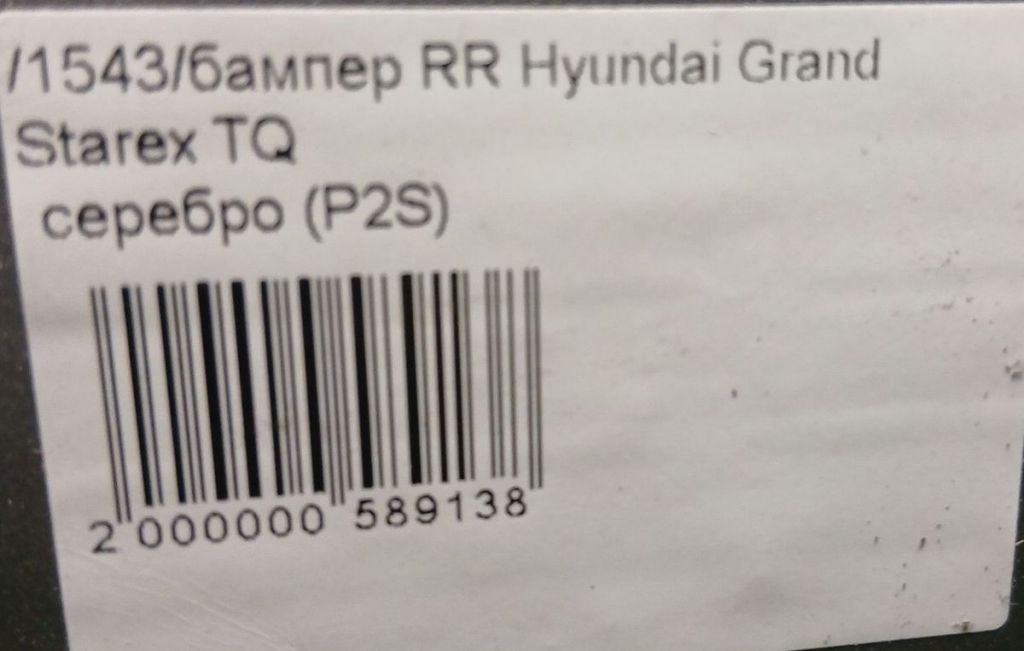 /1543/бампер RR Hyundai Grand
Starex TQ
серебро (P2S)
2 000000 589138